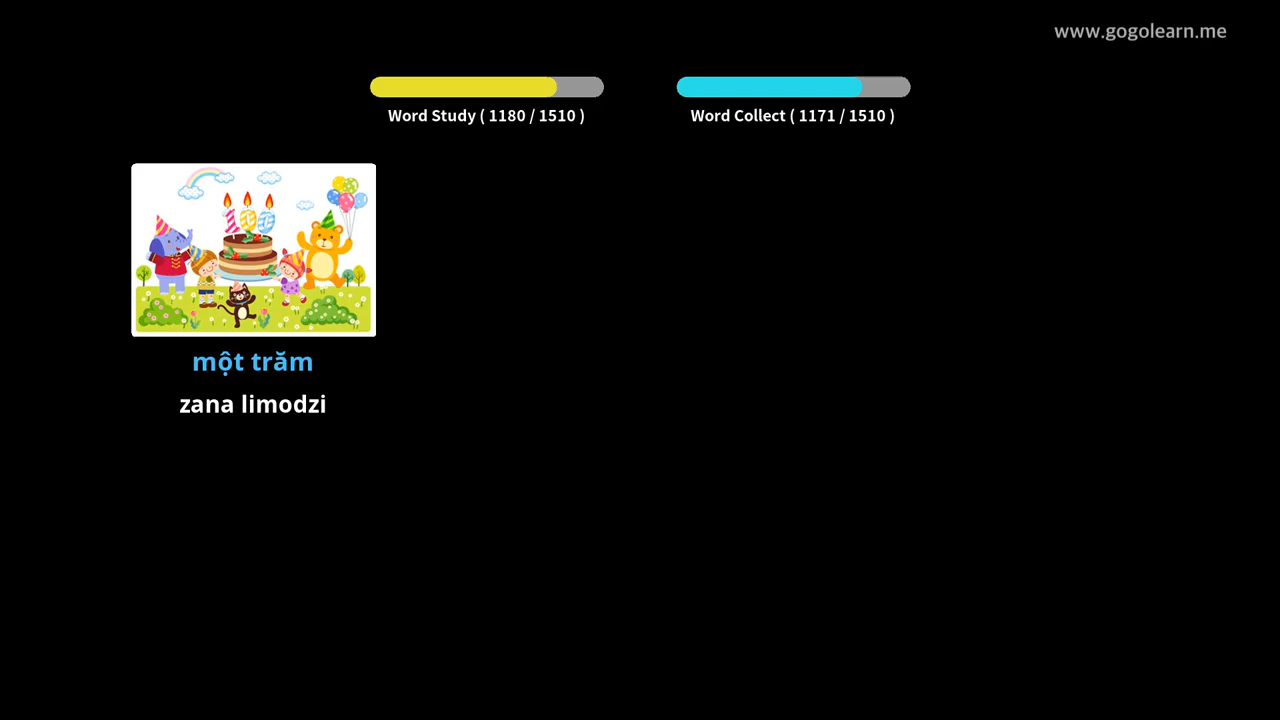 www.gogolearn.me
Word Study ( 1180 / 1510 )
Word Collect ( 1171 / 1510 )
100
một trăm
zana limodzi